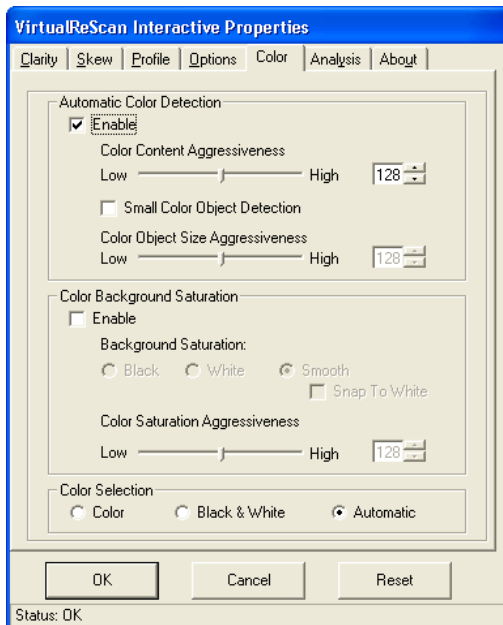 VirtualReScan Interactive Properties
Clarity Skew Profile Options Color Analysis About
Automatic Color Detection
Enable
Color Content Aggressiveness
Low High 128
Small Color Object Detection
Color Object Size Aggressiveness
Low High 128
Color Background Saturation
Enable
Background Saturation:
Black White Smooth
Snap To White
Color Saturation Aggressiveness
Low High 128
Color Selection
Color Black & White Automatic
OK Cancel Reset
Status: OK